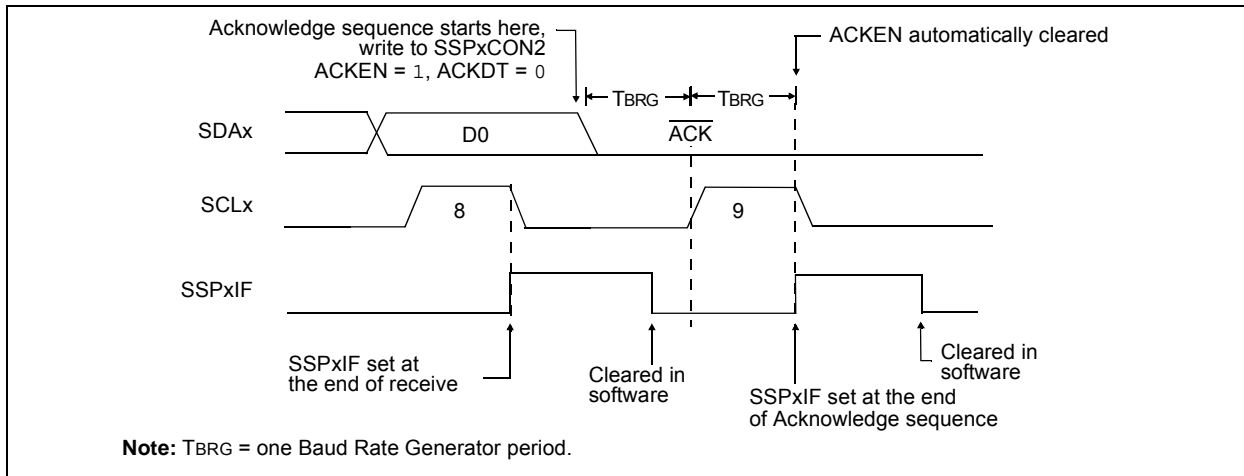 Acknowledge sequence starts here,
write to SSPxCON2
ACKEN = 1, ACKDT = 0
ACKEN automatically cleared
TBRG
TBRG
SDAx
D0
ACK
SCLx
8
9
SSPxIF
SSPxIF set at
the end of receive
Cleared in
software
SSPxIF set at the end
of Acknowledge sequence
Cleared in
software
Note: TBRG = one Baud Rate Generator period.